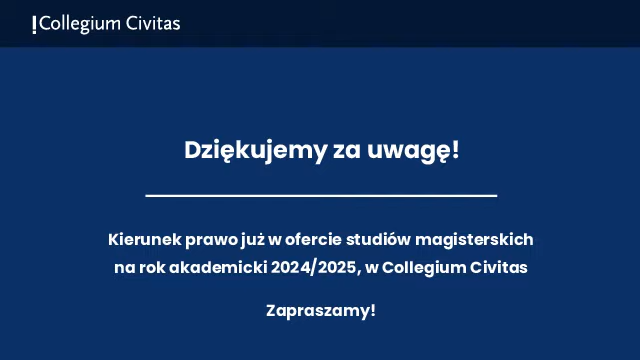 Collegium Civitas
Dziękujemy za uwagę!
Kierunek prawo już w ofercie studiów magisterskich
na rok akademicki 2024/2025, w Collegium Civitas
Zapraszamy!